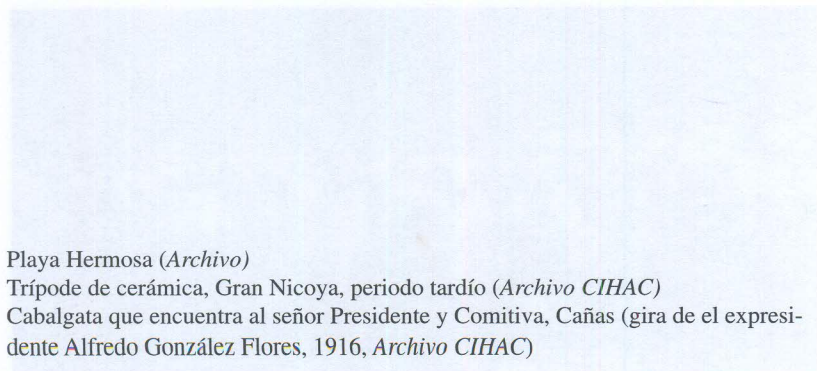 Playa Hermosa (Archivo)
Trípode de cerámica, Gran Nicoya, periodo tardío (Archivo CIHAC)
Cabalgata que encuentra al señor Presidente y Comitiva, Cañas (gira de el expresi-
dente Alfredo González Flores, 1916, Archivo CIHAC)